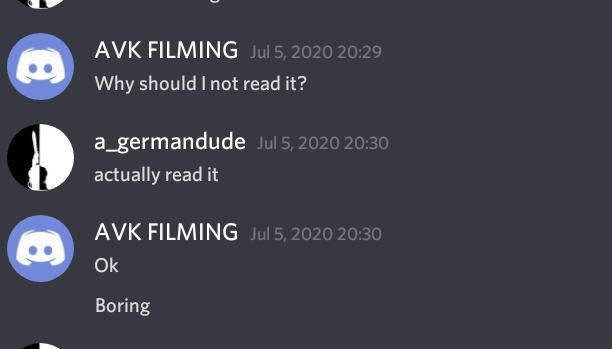 AVK FILMING Jul 5, 2020 20:29
Why should I not read it?
a_germandude Jul 5, 2020 20:30
actually read it
AVK FILMING Jul 5, 2020 20:30
Ok
Boring